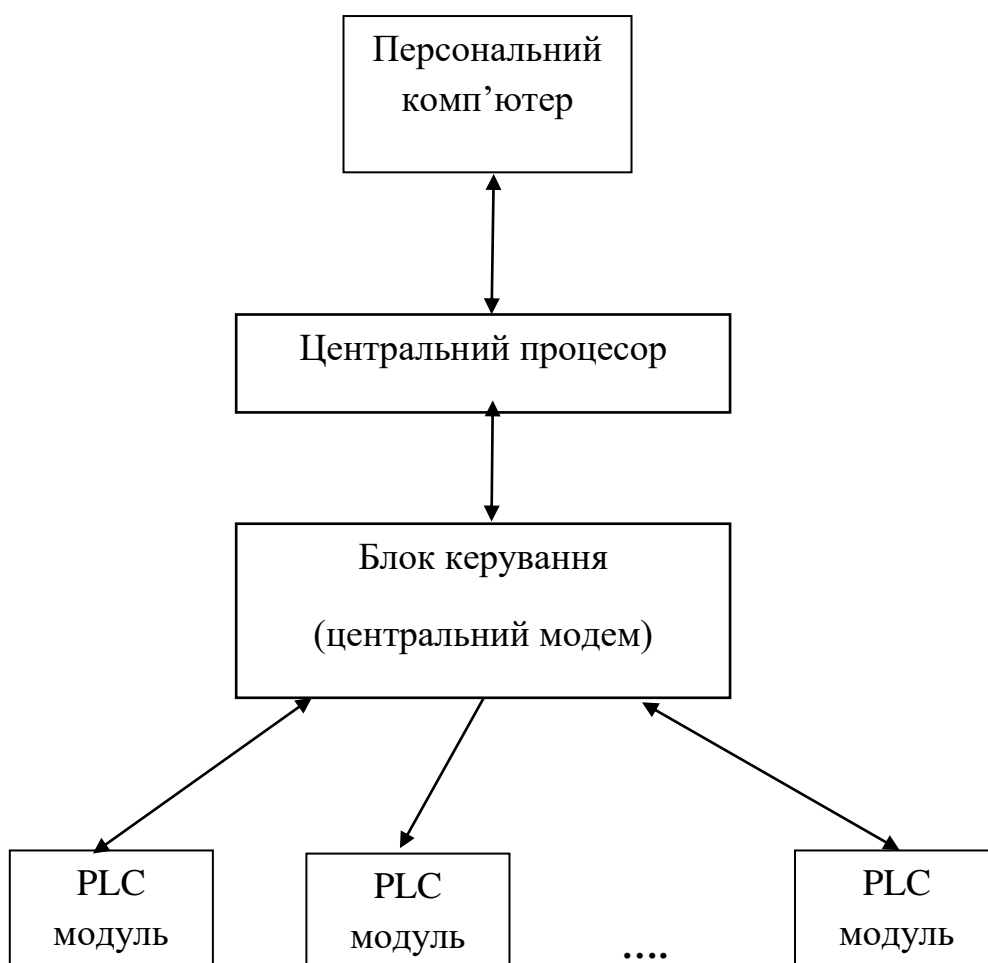 Персональний
комп’ютер
Центральний процесор
Блок керування
(центральний модем)
PLC
модуль
PLC
модуль
....
PLC
модуль